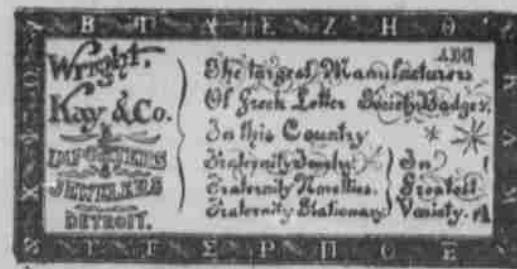 Wright,
Kay & Co.
IMPORTERS
&
JEWELERS
DETROIT.
The largest Manufacturers
Of Greek Letter Society Badges,
In this Country
Fraternity Jewelry
Fraternity Novelties.
Fraternity Stationary
In
Greatest
Variety.
B Γ Δ E Z H Θ
Σ P Π O Ξ